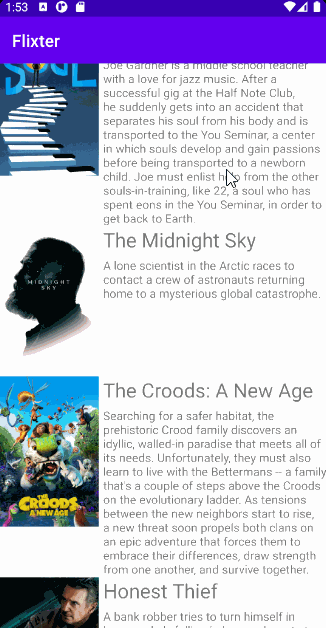 1:53
Flixter
SOUL
Joe Gardner is a middle school teacher
with a love for jazz music. After a
successful gig at the Half Note Club,
he suddenly gets into an accident that
separates his soul from his body and is
transported to the You Seminar, a center
in which souls develop and gain passions
before being transported to a newborn
child. Joe must enlist help from the other
souls-in-training, like 22, a soul who has
spent eons in the You Seminar, in order to
get back to Earth.
MIDNIGHT
SKY
The Midnight Sky
A lone scientist in the Arctic races to
contact a crew of astronauts returning
home to a mysterious global catastrophe.
THE
CROODS
A NEW AGE
The Croods: A New Age
Searching for a safer habitat, the
prehistoric Crood family discovers an
idyllic, walled-in paradise that meets all of
its needs. Unfortunately, they must also
learn to live with the Bettermans -- a family
that's a couple of steps above the Croods
on the evolutionary ladder. As tensions
between the new neighbors start to rise,
a new threat soon propels both clans on
an epic adventure that forces them to
embrace their differences, draw strength
from one another, and survive together.
Honest Thief
A bank robber tries to turn himself in